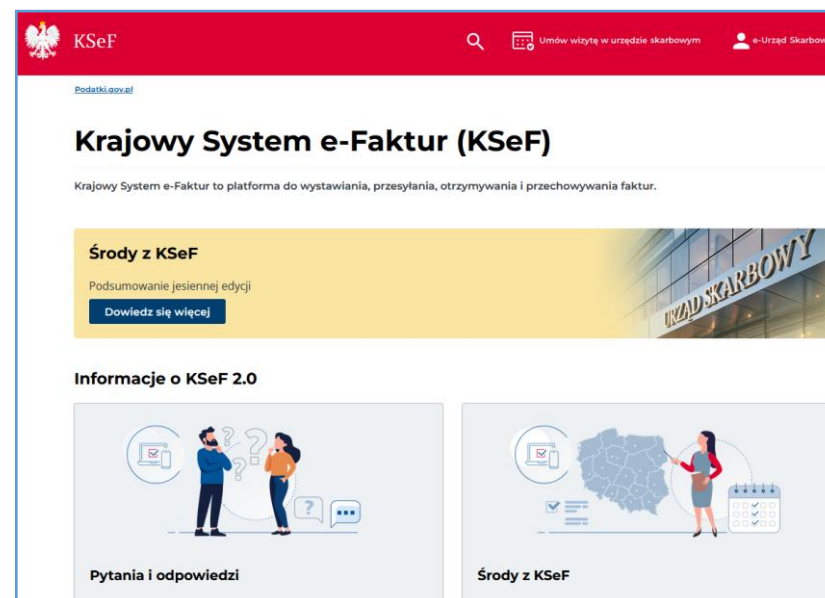 KSeF
Umów wizytę w urzędzie skarbowym
e-Urząd
Podatki.gov.pl
Krajowy System e-Faktur (KSeF)
Krajowy System e-Faktur to platforma do wystawiania, przesyłania, otrzymywania i przechowywania faktur.
Środy z KSeF
Podsumowanie jesiennej edycji
Dowiedz się więcej
URZĄD SKARBOWY
Informacje o KSeF 2.0
Pytania i odpowiedzi
Środy z KSeF